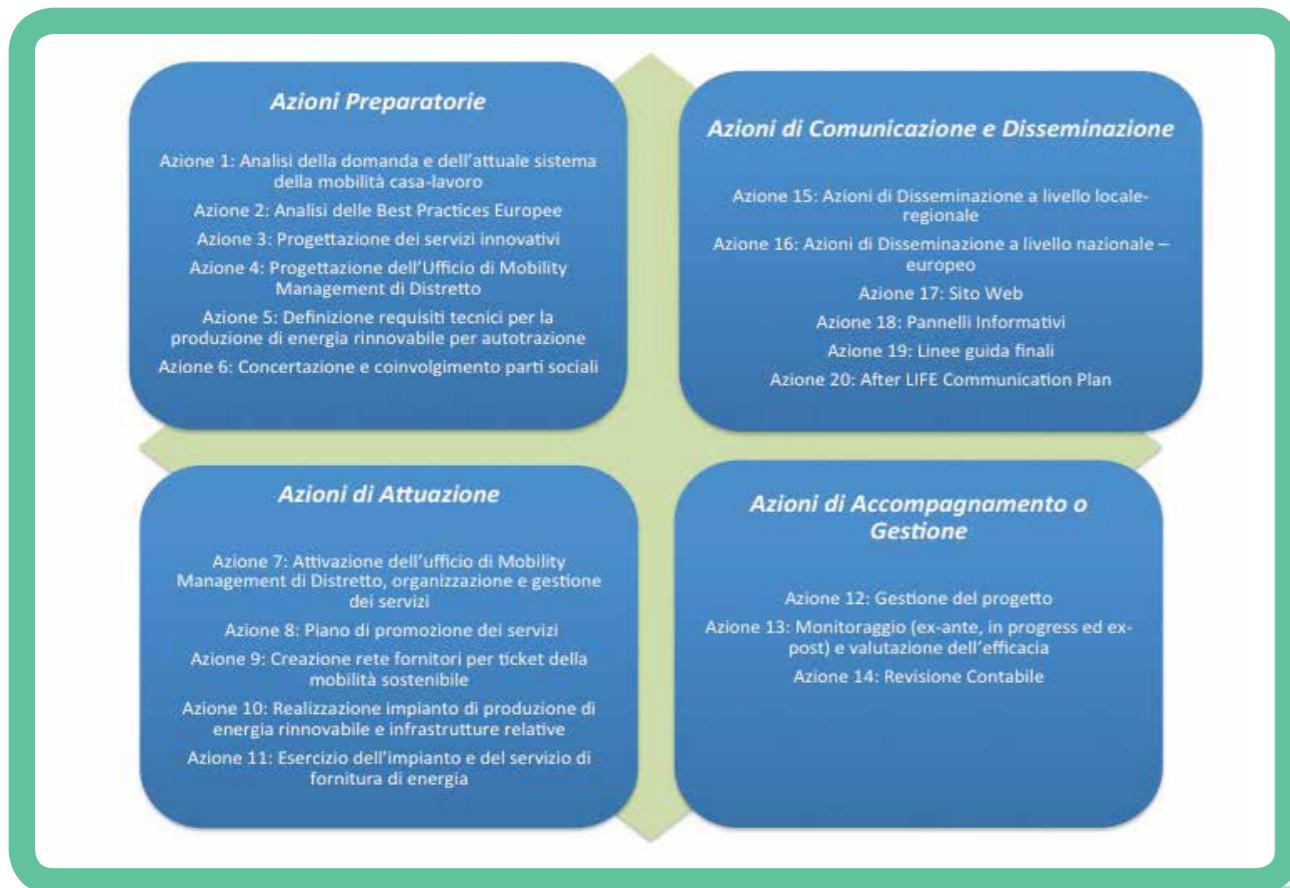 Azioni Preparatorie
Azione 1: Analisi della domanda e dell'attuale sistema
della mobilità casa-lavoro
Azione 2: Analisi delle Best Practices Europee
Azione 3: Progettazione dei servizi innovativi
Azione 4: Progettazione dell'Ufficio di Mobility
Management di Distretto
Azione 5: Definizione requisiti tecnici per la
produzione di energia rinnovabile per autotrazione
Azione 6: Concertazione e coinvolgimento parti sociali
Azioni di Comunicazione e Disseminazione
Azione 15: Azioni di Disseminazione a livello locale-
regionale
Azione 16: Azioni di Disseminazione a livello nazionale –
europeo
Azione 17: Sito Web
Azione 18: Pannelli Informativi
Azione 19: Linee guida finali
Azione 20: After LIFE Communication Plan
Azioni di Attuazione
Azione 7: Attivazione dell'ufficio di Mobility
Management di Distretto, organizzazione e gestione
dei servizi
Azione 8: Piano di promozione dei servizi
Azione 9: Creazione rete fornitori per ticket della
mobilità sostenibile
Azione 10: Realizzazione impianto di produzione di
energia rinnovabile e infrastrutture relative
Azione 11: Esercizio dell'impianto e del servizio di
fornitura di energia
Azioni di Accompagnamento o
Gestione
Azione 12: Gestione del progetto
Azione 13: Monitoraggio (ex-ante, in progress ed ex-
post) e valutazione dell'efficacia
Azione 14: Revisione Contabile